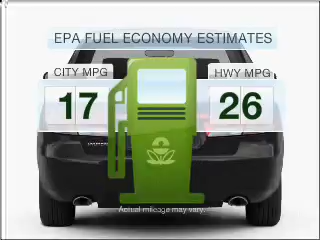 EPA FUEL ECONOMY ESTIMATES
CITY MPG
HWY MPG
17
26
Actual mileage may vary.